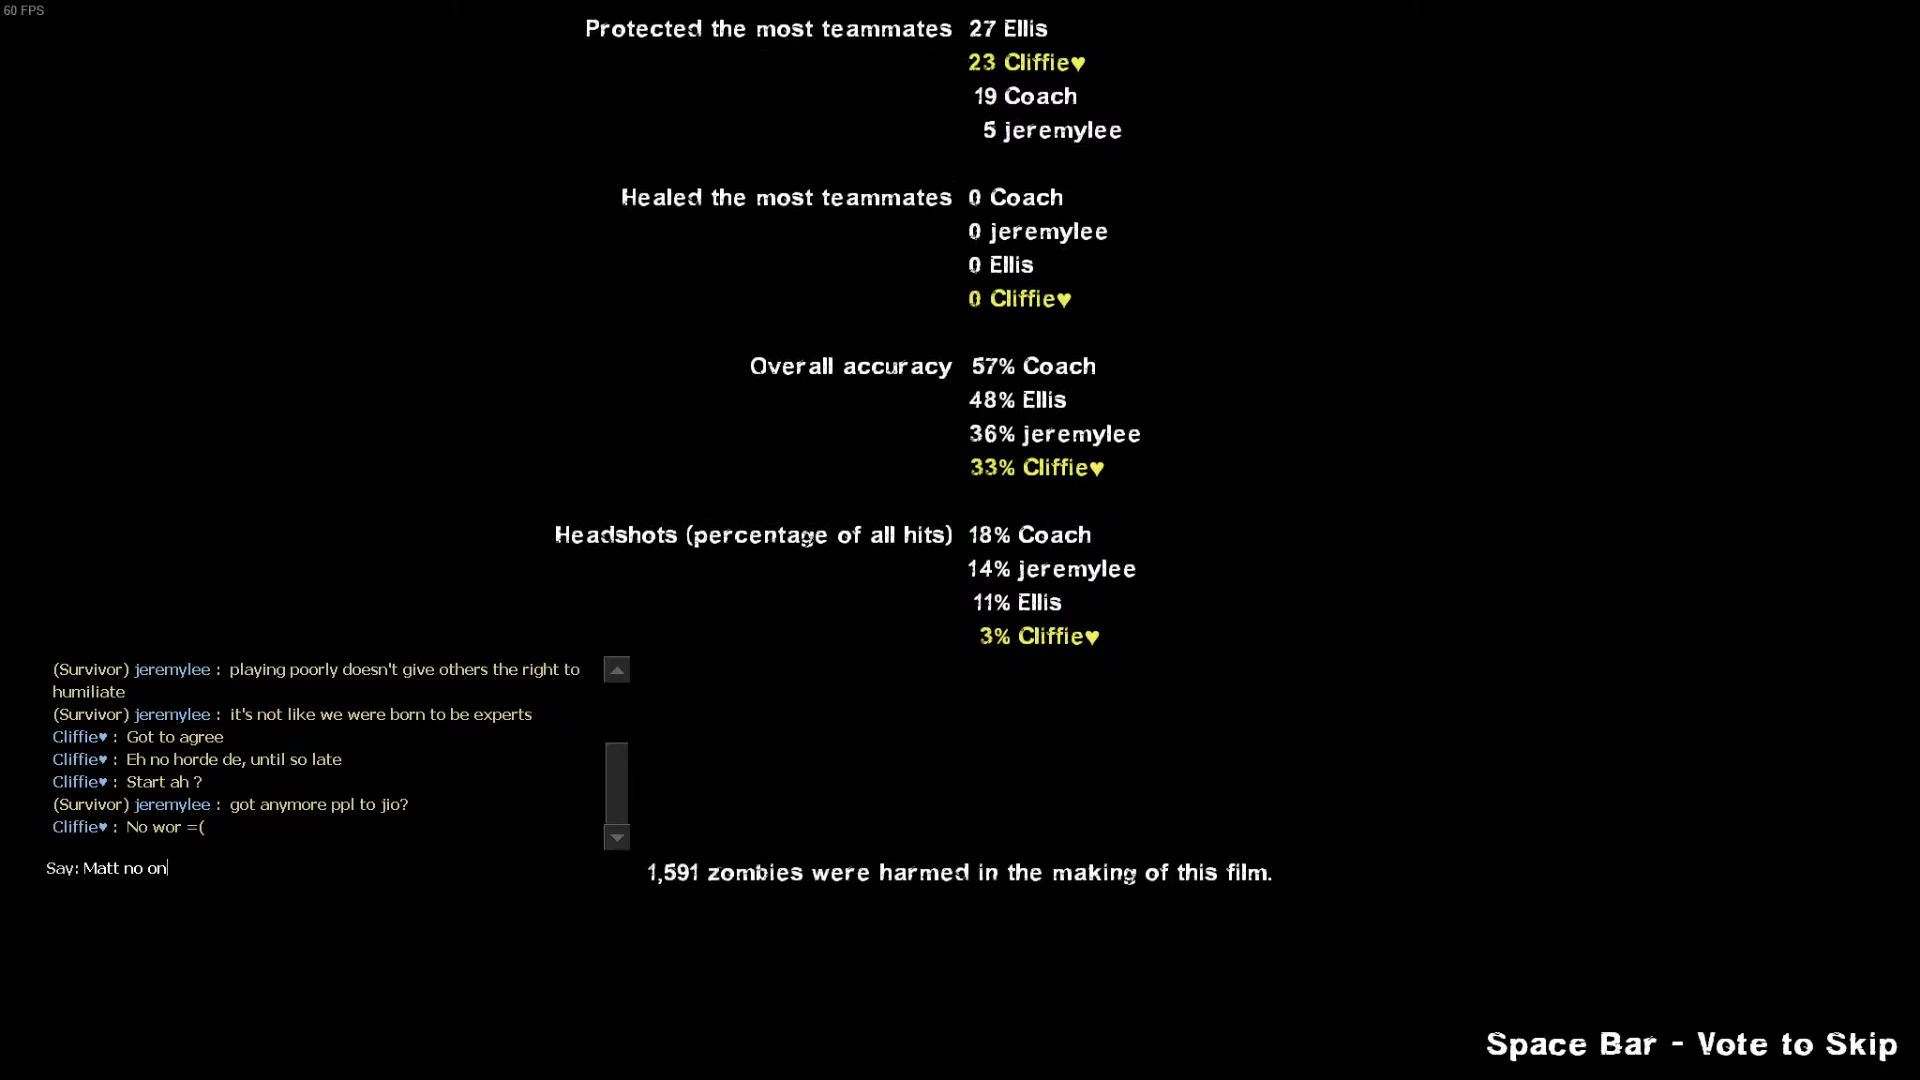 60 FPS
Protected the most teammates 27 Ellis
23 Cliffie♥
19 Coach
5 jeremylee
Healed the most teammates 0 Coach
0 jeremylee
0 Ellis
0 Cliffie♥
Overall accuracy 57% Coach
48% Ellis
36% jeremylee
33% Cliffie♥
Headshots (percentage of all hits) 18% Coach
14% jeremylee
11% Ellis
3% Cliffie♥
(Survivor) jeremylee : playing poorly doesn't give others the right to
humiliate
(Survivor) jeremylee : it's not like we were born to be experts
Cliffie♥ : Got to agree
Cliffie♥ : Eh no horde de, until so late
Cliffie♥ : Start ah ?
(Survivor) jeremylee : got anymore ppl to jio?
Cliffie♥ : No wor =(
Say: Matt no on
1,591 zombies were harmed in the making of this film.
Space Bar - Vote to Skip